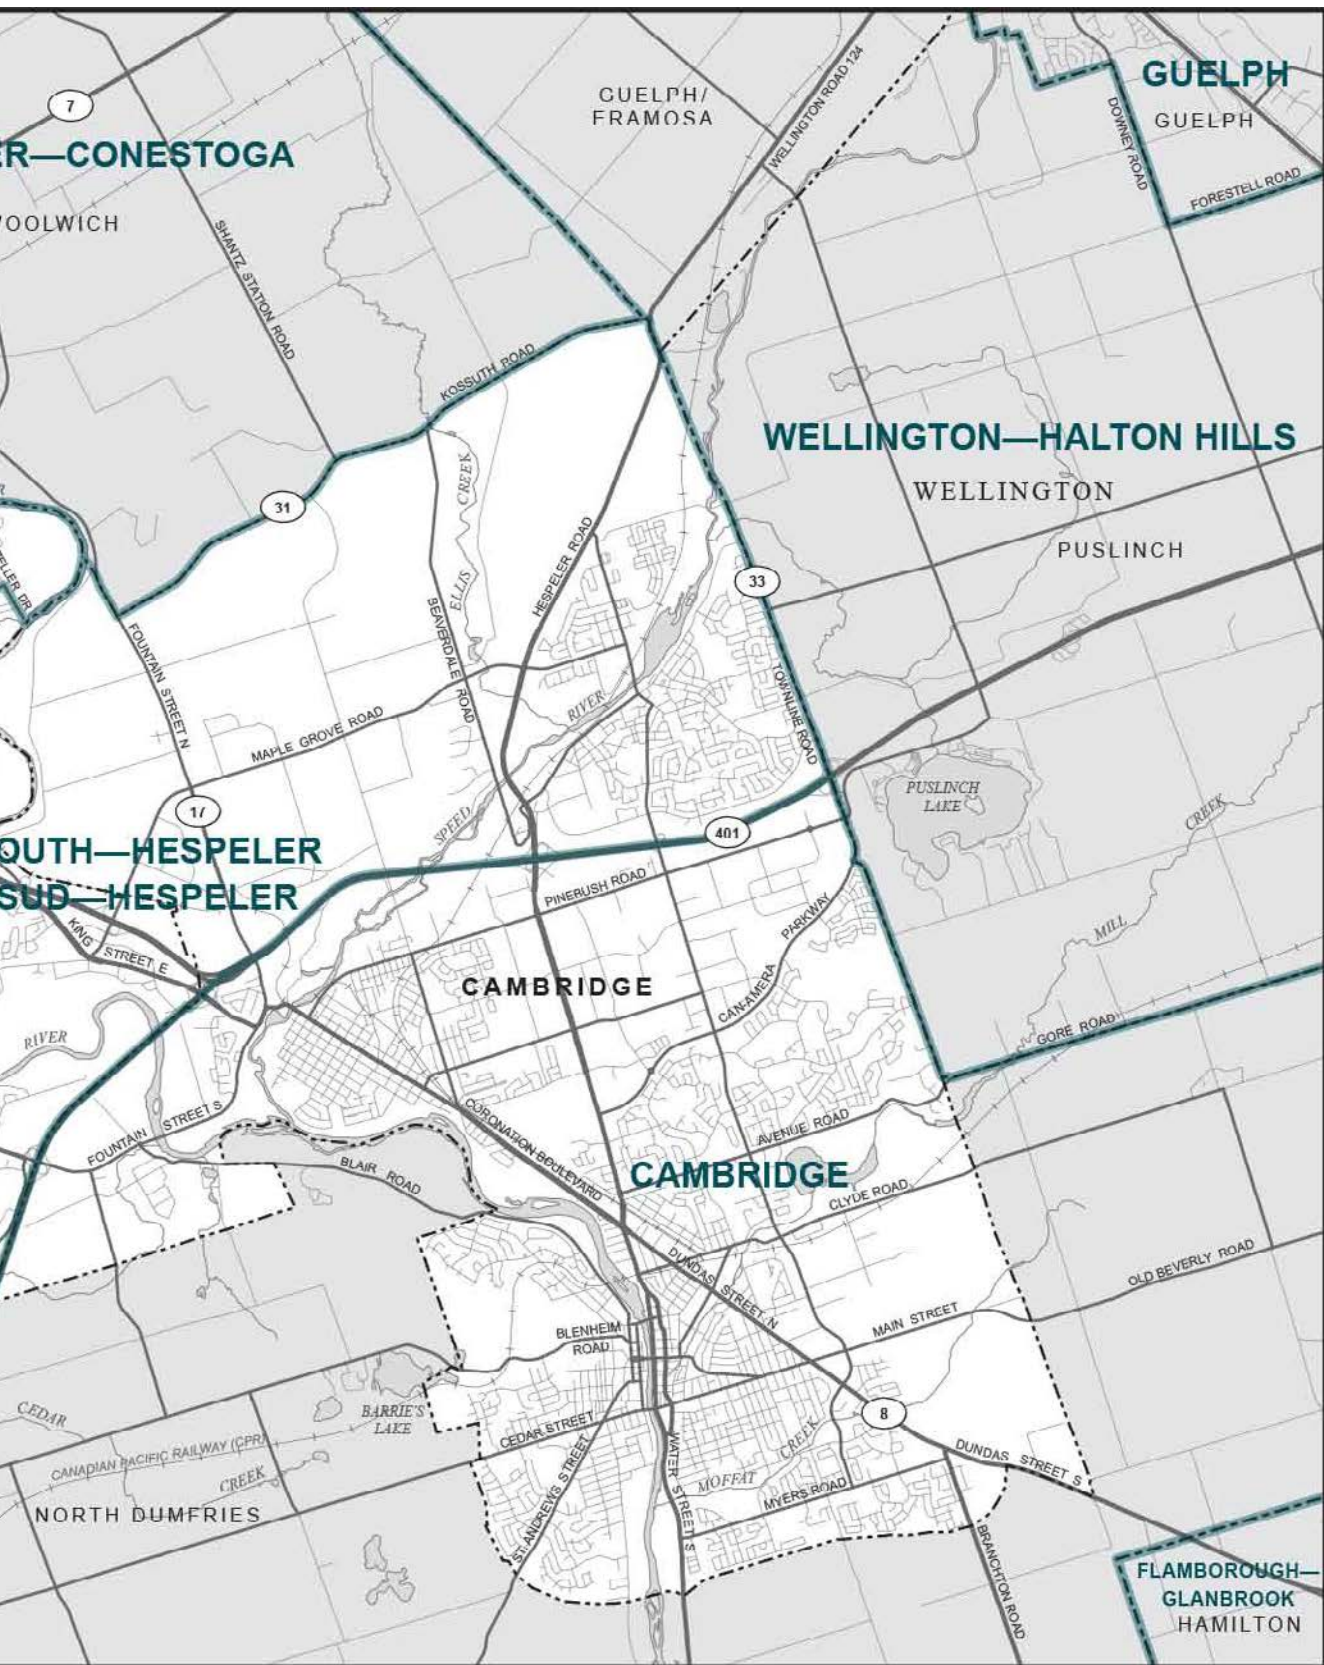 GUELPH
GUELPH/
FRAMOSA
WELLINGTON ROAD 124
7
GUELPH
DOWNEY ROAD
ER—CONESTOGA
FORESTELL ROAD
WOOLWICH
SHANTZ STATION ROAD
KOSSUTH ROAD
WELLINGTON—HALTON HILLS
WELLINGTON
CREEK
31
PUSLINCH
HESPELER ROAD
33
ELLIS
BEAVERDALE ROAD
FOUNTAIN STREET N
TOWNLINE ROAD
RIVER
MAPLE GROVE ROAD
PUSLINCH
LAKE
17
SPEED
401
CREEK
OUTH—HESPELER
SUD—HESPELER
PINEBUSH ROAD
PARKWAY
KING STREET E
MILL
CAMBRIDGE
CAN-AMERA
RIVER
GORE ROAD
FOUNTAIN STREET S
CORONATION BOULEVARD
AVENUE ROAD
BLAIR ROAD
CAMBRIDGE
CLYDE ROAD
DUNDAS STREET N
OLD BEVERLY ROAD
MAIN STREET
BLENHEIM
ROAD
CEDAR
BARRIE'S
LAKE
8
CEDAR STREET
CREEK
CANADIAN PACIFIC RAILWAY (CPR)
CREEK
ST. ANDREWS STREET
WATER STREET S
MOFFAT
MYERS ROAD
DUNDAS STREET S
NORTH DUMFRIES
BRANCHTON ROAD
FLAMBOROUGH—
GLANBROOK
HAMILTON